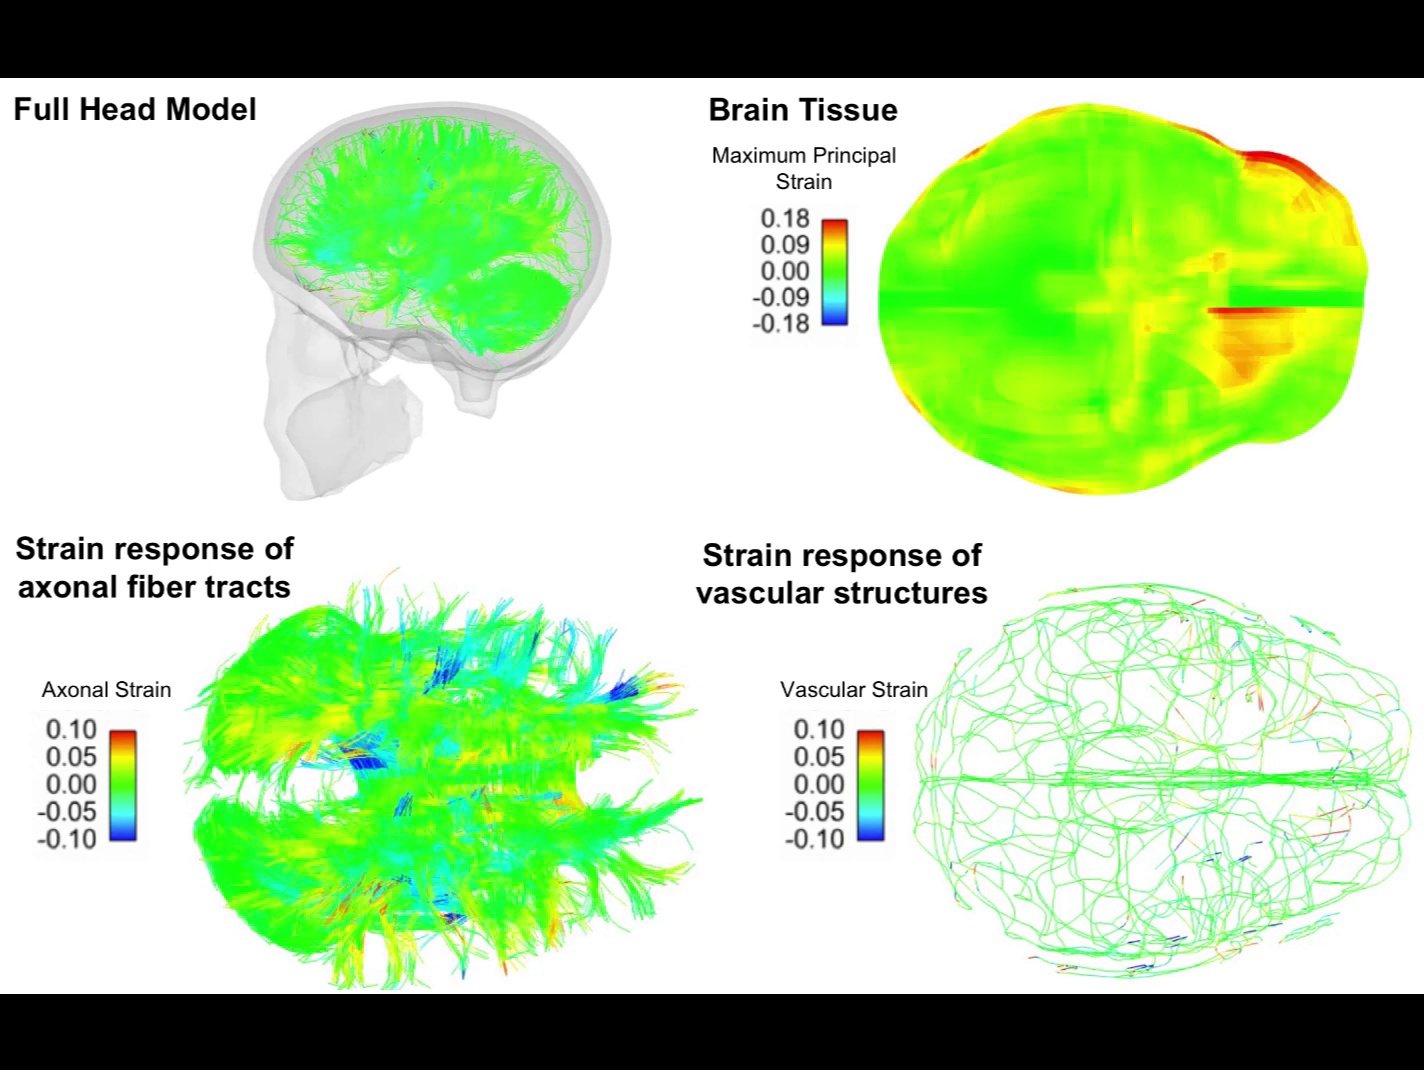 Full Head Model
Brain Tissue
Maximum Principal
Strain
0.18
0.09
0.00
-0.09
-0.18
Strain response of
axonal fiber tracts
Axonal Strain
0.10
0.05
0.00
-0.05
-0.10
Strain response of
vascular structures
Vascular Strain
0.10
0.05
0.00
-0.05
-0.10